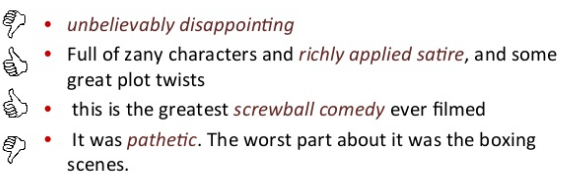 • unbelievably disappointing
• Full of zany characters and richly applied satire, and some
great plot twists
• this is the greatest screwball comedy ever filmed
• It was pathetic. The worst part about it was the boxing
scenes.